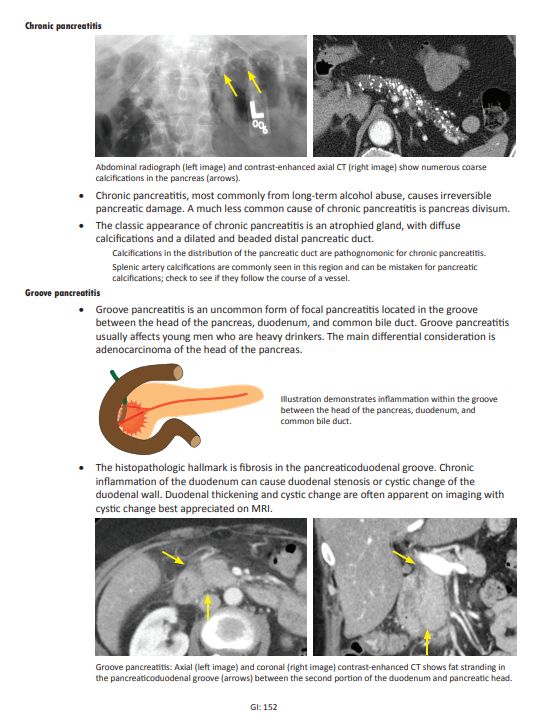 Chronic pancreatitis
L
Abdominal radiograph (left image) and contrast-enhanced axial CT (right image) show numerous coarse
calcifications in the pancreas (arrows).
• Chronic pancreatitis, most commonly from long-term alcohol abuse, causes irreversible
pancreatic damage. A much less common cause of chronic pancreatitis is pancreas divisum.
• The classic appearance of chronic pancreatitis is an atrophied gland, with diffuse
calcifications and a dilated and beaded distal pancreatic duct.
Calcifications in the distribution of the pancreatic duct are pathognomonic for chronic pancreatitis.
Splenic artery calcifications are commonly seen in this region and can be mistaken for pancreatic
calcifications; check to see if they follow the course of a vessel.
Groove pancreatitis
• Groove pancreatitis is an uncommon form of focal pancreatitis located in the groove
between the head of the pancreas, duodenum, and common bile duct. Groove pancreatitis
usually affects young men who are heavy drinkers. The main differential consideration is
adenocarcinoma of the head of the pancreas.
Illustration demonstrates inflammation within the groove
between the head of the pancreas, duodenum, and
common bile duct.
• The histopathologic hallmark is fibrosis in the pancreaticoduodenal groove. Chronic
inflammation of the duodenum can cause duodenal stenosis or cystic change of the
duodenal wall. Duodenal thickening and cystic change are often apparent on imaging with
cystic change best appreciated on MRI.
Groove pancreatitis: Axial (left image) and coronal (right image) contrast-enhanced CT shows fat stranding in
the pancreaticoduodenal groove (arrows) between the second portion of the duodenum and pancreatic head.
GI: 152